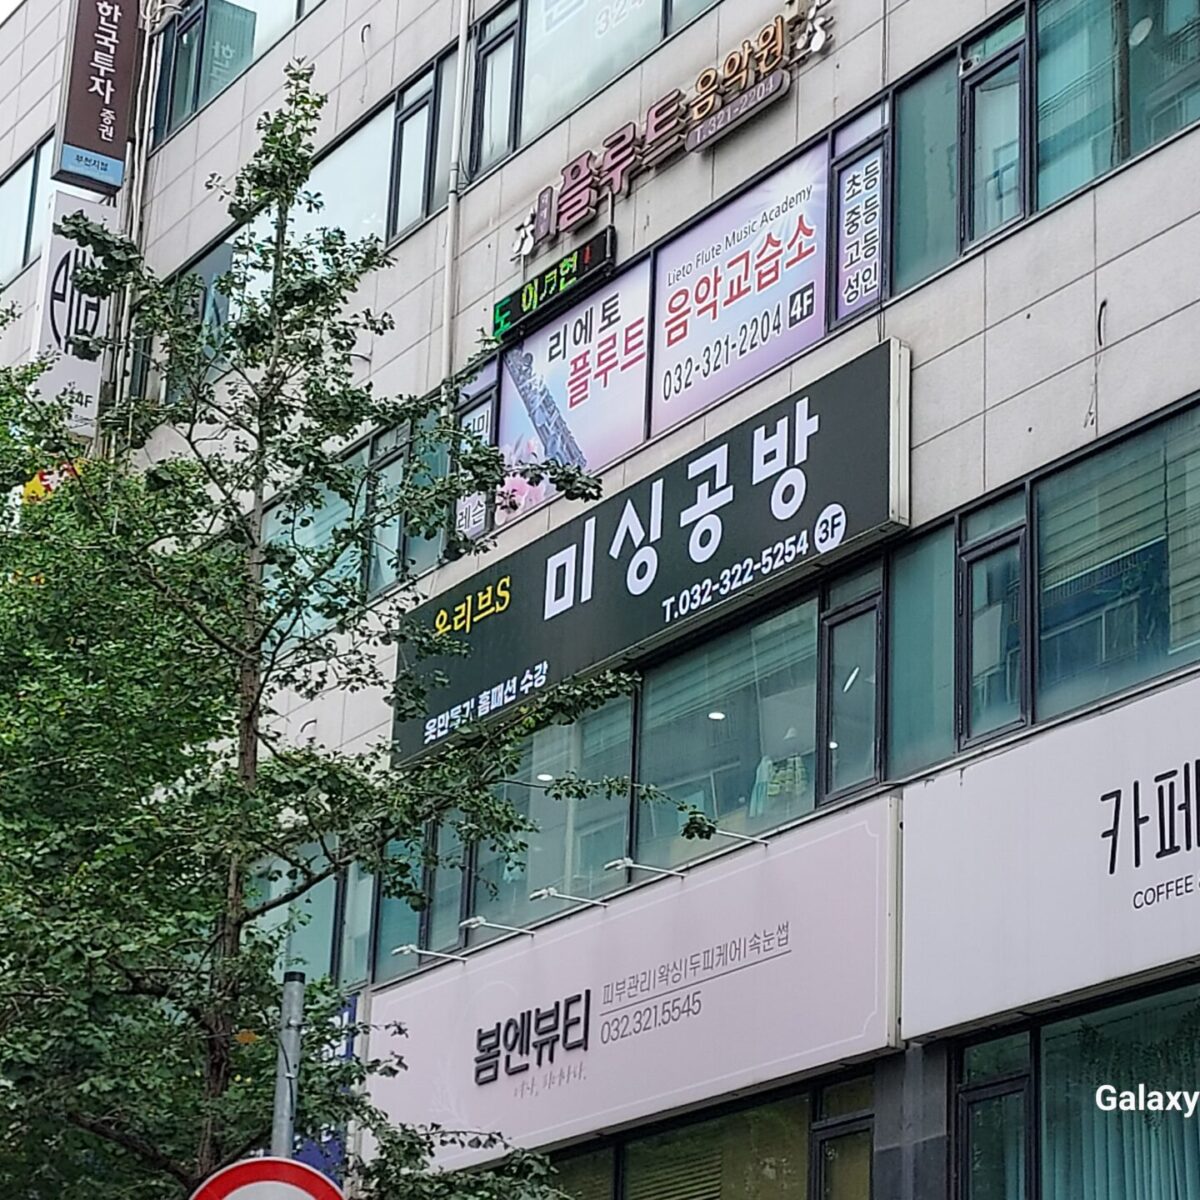 한국투자 증권
부천지점
플루트 음악원
T.321-2204
Lieto Flute Music Academy
리에토
플루트
음악교습소
032-321-2204 4F
초등
중등
고등
성인
레슨
오리브S
미싱공방
T.032-322-5254 3F
옷만들기 홈패션 수강
카페
COFFEE
봄엔뷰티
피부관리|왁싱|두피케어|속눈썹
032.321.5545
Galaxy